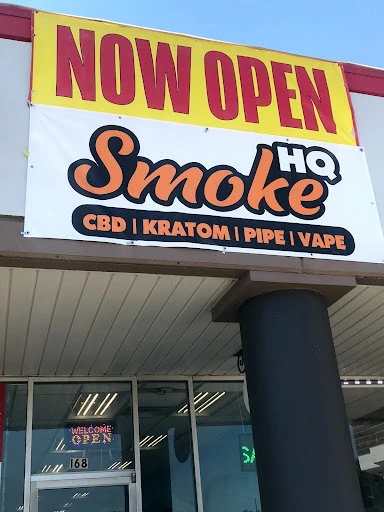 NOW OPEN
Smoke HQ
CBD | KRATOM | PIPE | VAPE
WELCOME
OPEN
168